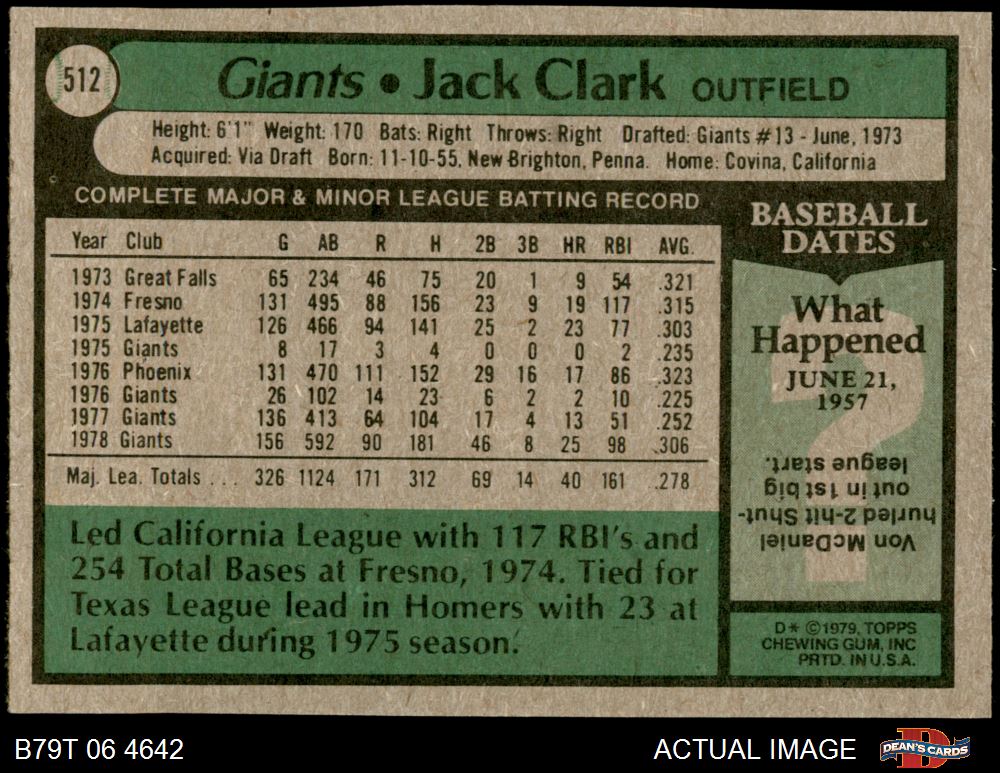 512
Giants • Jack Clark OUTFIELD
Height: 6'1" Weight: 170 Bats: Right Throws: Right Drafted: Giants #13 - June, 1973
Acquired: Via Draft Born: 11-10-55, New Brighton, Penna. Home: Covina, California
COMPLETE MAJOR & MINOR LEAGUE BATTING RECORD
Year Club G AB R H 2B 3B HR RBI AVG.
1973 Great Falls 65 234 46 75 20 1 9 54 .321
1974 Fresno 131 495 88 156 23 9 19 117 .315
1975 Lafayette 126 466 94 141 25 2 23 77 .303
1975 Giants 8 17 3 4 0 0 0 2 .235
1976 Phoenix 131 470 111 152 29 16 17 86 .323
1976 Giants 26 102 14 23 6 2 2 10 .225
1977 Giants 136 413 64 104 17 4 13 51 .252
1978 Giants 156 592 90 181 46 8 25 98 .306
Maj. Lea. Totals . . . 326 1124 171 312 69 14 40 161 .278
Led California League with 117 RBI's and
254 Total Bases at Fresno, 1974. Tied for
Texas League lead in Homers with 23 at
Lafayette during 1975 season.
BASEBALL
DATES
What
Happened
JUNE 21,
1957
Von McDaniel
hurled 2-hit Shut-
out in 1st big
league start.
D* ©1979, TOPPS
CHEWING GUM, INC
PRTD. IN U.S.A.
B79T 06 4642
ACTUAL IMAGE
DEAN'S CARDS